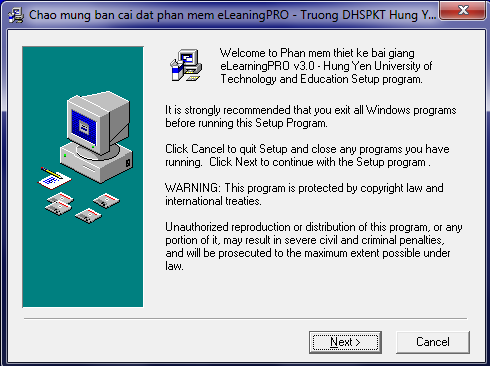 Chao mung ban cai dat phan mem eLeaningPRO - Truong DHSPKT Hung Y...
Welcome to Phan mem thiet ke bai giang
eLearningPRO v3.0 - Hung Yen University of
Technology and Education Setup program.
It is strongly recommended that you exit all Windows programs
before running this Setup Program.
Click Cancel to quit Setup and close any programs you have
running. Click Next to continue with the Setup program .
WARNING: This program is protected by copyright law and
international treaties.
Unauthorized reproduction or distribution of this program, or any
portion of it, may result in severe civil and criminal penalties,
and will be prosecuted to the maximum extent possible under
law.
Next >
Cancel